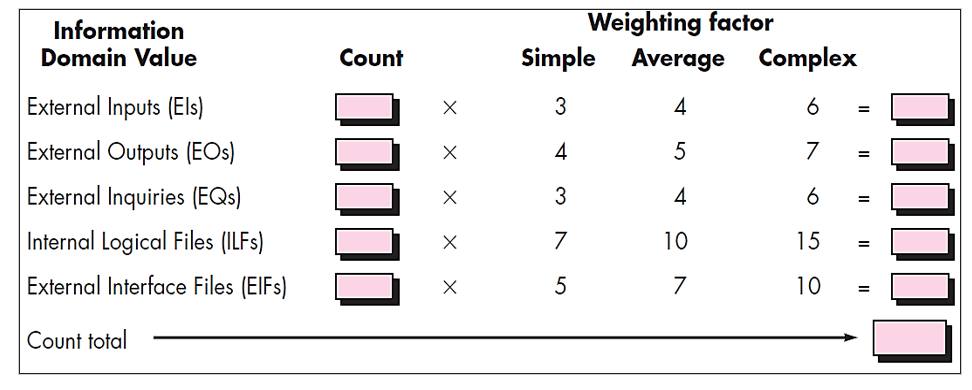 Information
Domain Value
Count
Weighting factor
Simple Average Complex
External Inputs (EIs) × 3 4 6 =
External Outputs (EOs) × 4 5 7 =
External Inquiries (EQs) × 3 4 6 =
Internal Logical Files (ILFs) × 7 10 15 =
External Interface Files (EIFs) × 5 7 10 =
Count total